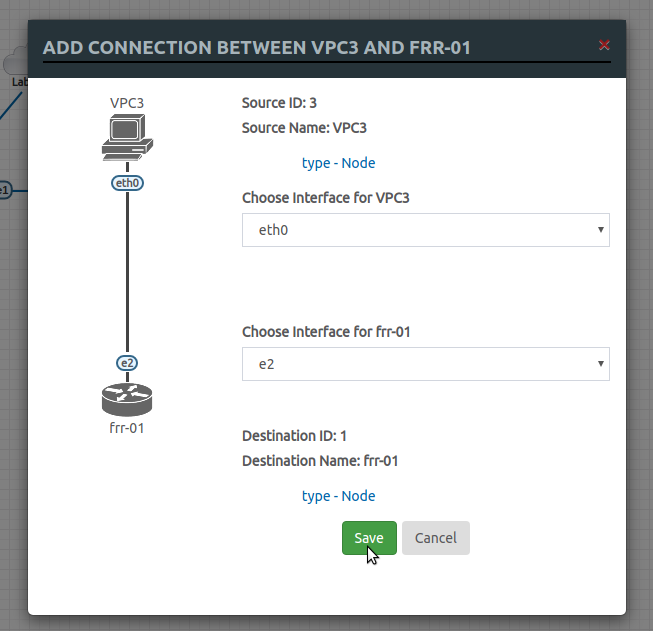 ADD CONNECTION BETWEEN VPC3 AND FRR-01
Lab
e1
VPC3
eth0
e2
frr-01
Source ID: 3
Source Name: VPC3
type - Node
Choose Interface for VPC3
eth0
Choose Interface for frr-01
e2
Destination ID: 1
Destination Name: frr-01
type - Node
Save
Cancel